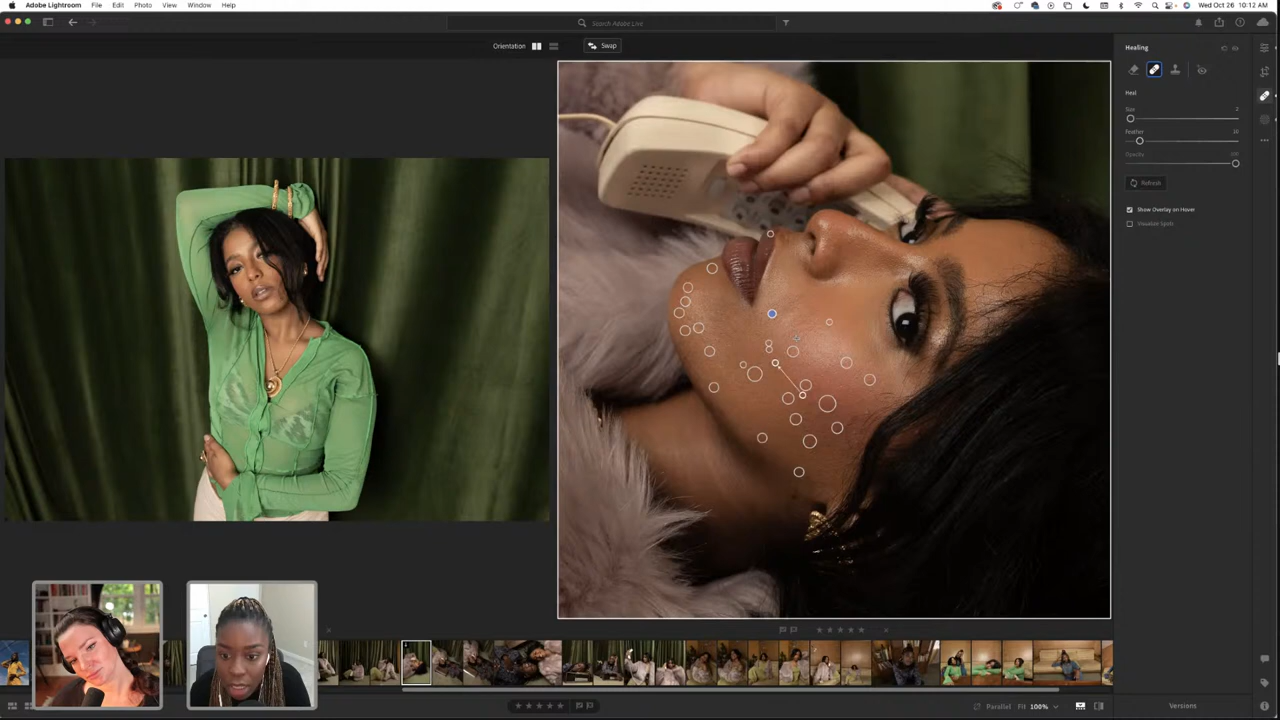 Adobe Lightroom File Edit Photo View Window Help
Wed Oct 26 10:12 AM
Search Adobe Live
Orientation Swap
Healing
Heal
Size 2
Feather
Opacity
Refresh
Show Overlay on Hover
Visualize Spots
Parallel Fit 100%
Versions